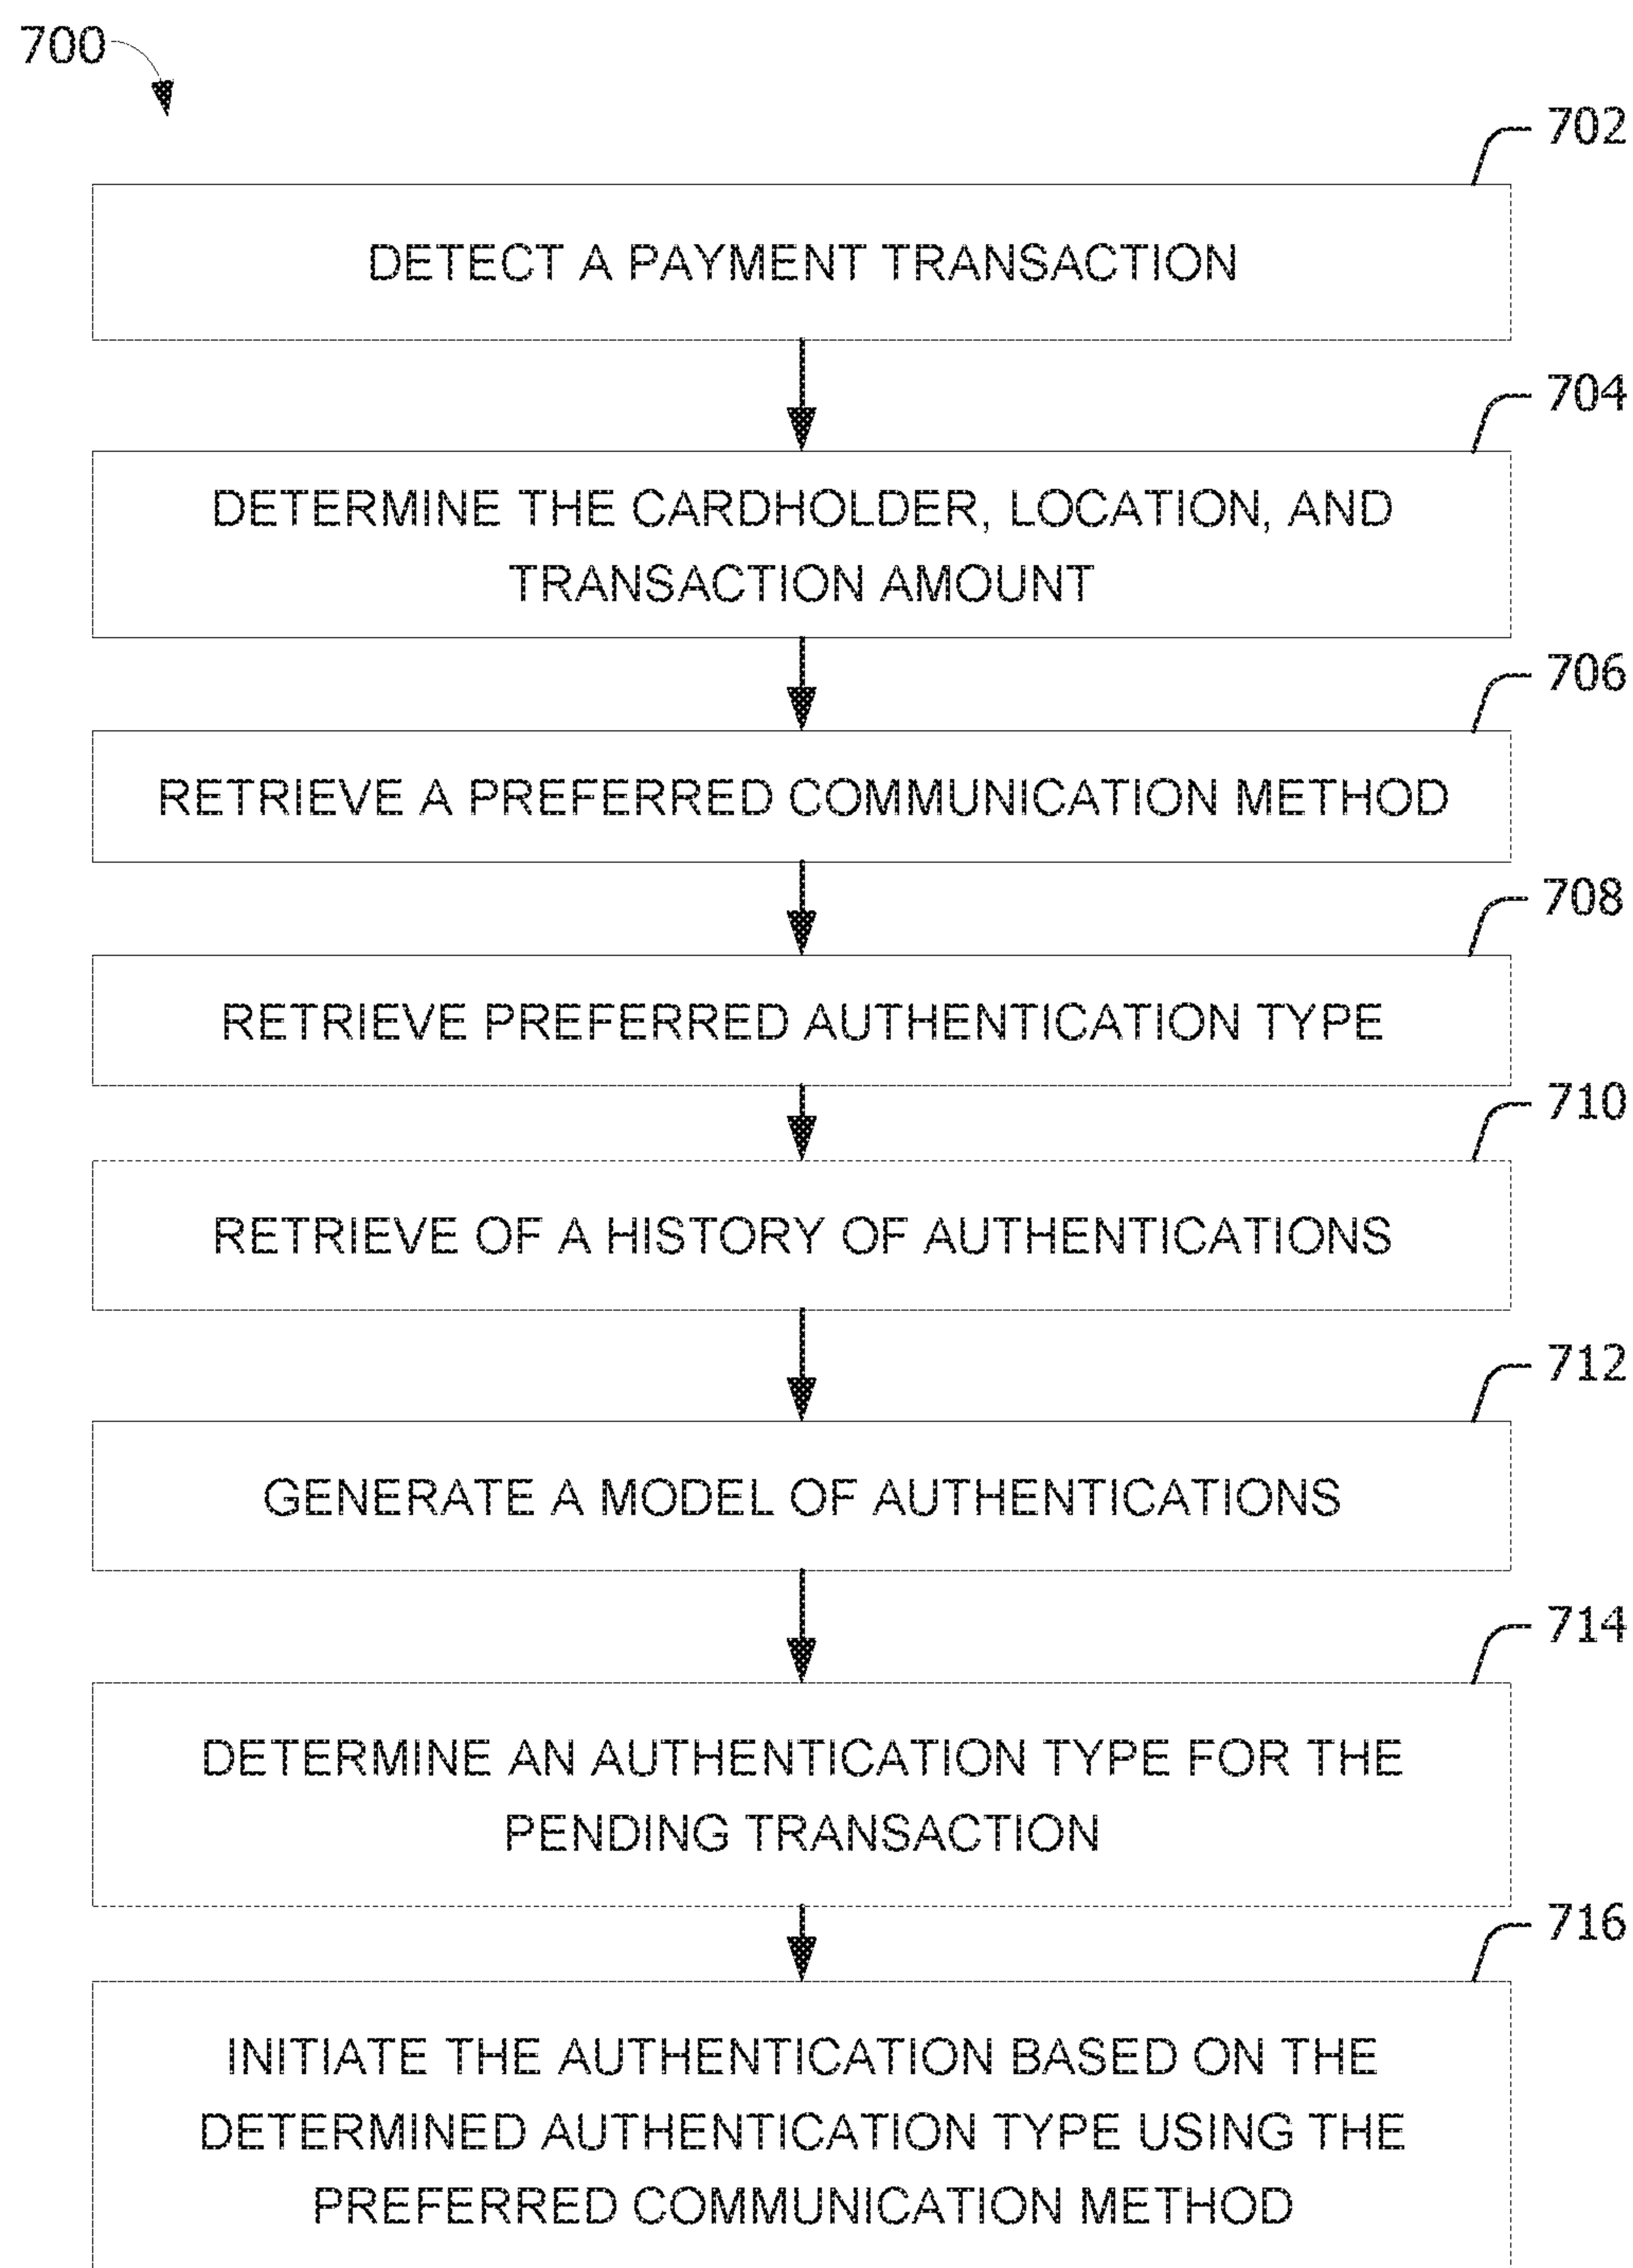 700
702
DETECT A PAYMENT TRANSACTION
704
DETERMINE THE CARDHOLDER, LOCATION, AND
TRANSACTION AMOUNT
706
RETRIEVE A PREFERRED COMMUNICATION METHOD
708
RETRIEVE PREFERRED AUTHENTICATION TYPE
710
RETRIEVE OF A HISTORY OF AUTHENTICATIONS
712
GENERATE A MODEL OF AUTHENTICATIONS
714
DETERMINE AN AUTHENTICATION TYPE FOR THE
PENDING TRANSACTION
716
INITIATE THE AUTHENTICATION BASED ON THE
DETERMINED AUTHENTICATION TYPE USING THE
PREFERRED COMMUNICATION METHOD